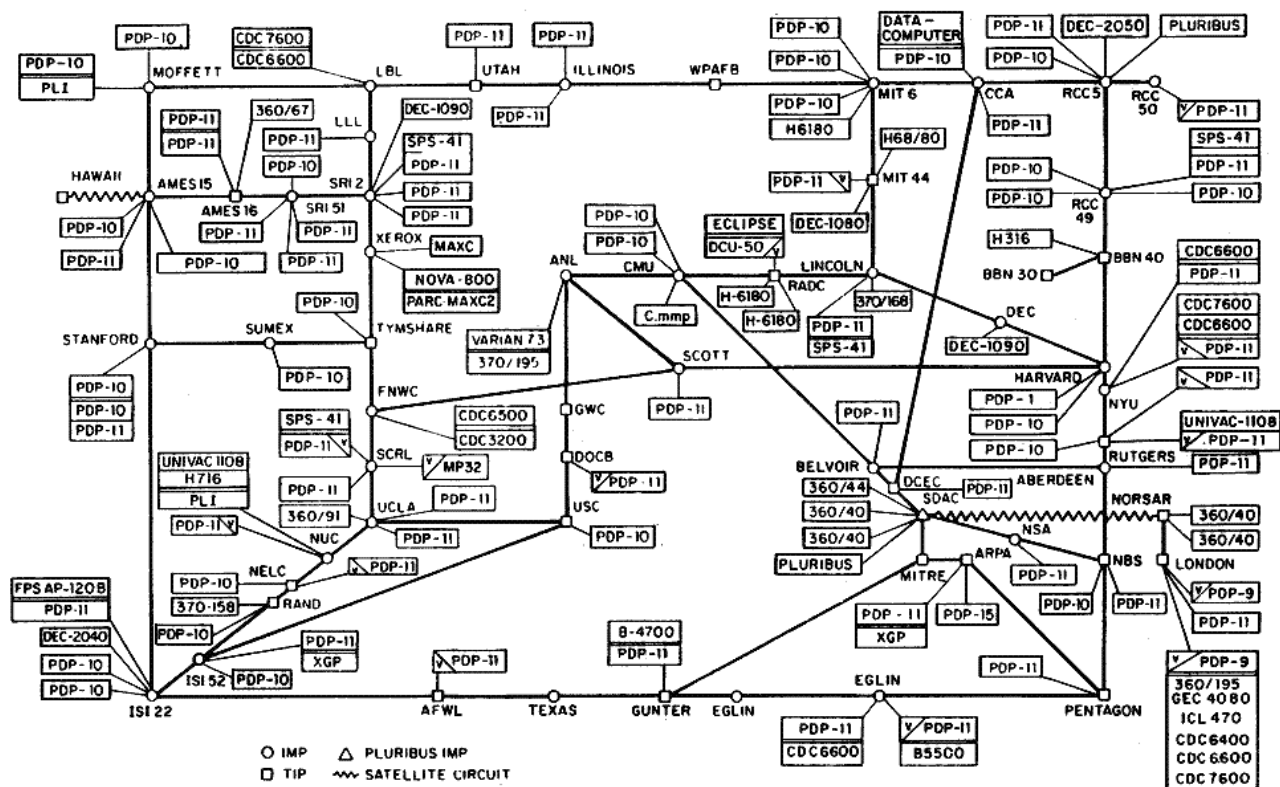 PDP-10
CDC7600
CDC6600
PDP-11
PDP-11
PDP-10
PDP-10
DATA-
COMPUTER
PDP-10
PDP-11
PDP-10
DEC-2050
PLURIBUS
PDP-10
PLI
MOFFETT
LBL
UTAH
ILLINOIS
WPAFB
MIT 6
CCA
RCC 5
RCC
50
PDP-11
PDP-10
H6180
PDP-11
V PDP-11
PDP-11
PDP-11
360/67
LLL
PDP-11
PDP-10
DEC-1090
SPS-41
PDP-11
PDP-11
PDP-11
H68/80
PDP-11 V
MIT 44
DEC-1080
SPS-41
PDP-11
PDP-10
PDP-10
PDP-10
RCC
49
HAWAII
AMES 15
AMES 16
SRI 51
SRI 2
PDP-10
PDP-11
PDP-10
PDP-11
PDP-11
PDP-11
XEROX
MAXC
NOVA-800
PARC-MAXC2
PDP-10
PDP-10
ECLIPSE
DCU-50 V
H316
BBN 40
BBN 30
CDC6600
PDP-11
ANL
CMU
RADC
LINCOLN
C.mmp
H-6180
H-6180
370/168
PDP-11
SPS-41
DEC
DEC-1090
CDC7600
CDC6600
V PDP-11
V PDP-11
STANFORD
SUMEX
PDP-10
TYMSHARE
PDP-10
PDP-10
PDP-10
PDP-11
VARIAN 73
370/195
SCOTT
PDP-11
HARVARD
PDP-1
PDP-10
NYU
FNWC
CDC6500
CDC3200
GWC
PDP-11
PDP-10
UNIVAC-1108
V PDP-11
RUTGERS
PDP-11
SPS-41
PDP-11 V
SCRL
V MP32
DOCB
V PDP-11
BELVOIR
DCEC
PDP-11
ABERDEEN
UNIVAC 1108
H716
PLI
PDP-11 V
PDP-11
360/91
UCLA
PDP-11
PDP-11
USC
PDP-10
360/44
360/40
360/40
PLURIBUS
SDAC
NORSAR
360/40
360/40
NUC
NSA
PDP-11
NBS
PDP-10
PDP-11
LONDON
V PDP-9
PDP-11
NELC
PDP-10
V PDP-11
370-158
RAND
PDP-10
MITRE
ARPA
PDP-11
XGP
PDP-15
FPS AP-120B
PDP-11
DEC-2040
PDP-10
PDP-10
ISI 52
PDP-11
XGP
PDP-10
V PDP-11
B-4700
PDP-11
PDP-11
V PDP-9
360/195
GEC 4080
ICL 470
CDC6400
CDC6600
CDC7600
ISI 22
AFWL
TEXAS
GUNTER
EGLIN
EGLIN
PENTAGON
PDP-11
CDC6600
V PDP-11
B5500
IMP
PLURIBUS IMP
TIP
SATELLITE CIRCUIT